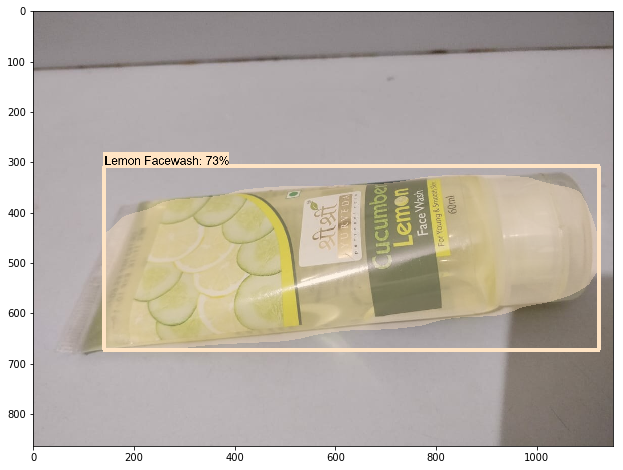 0
100
200
300
400
500
600
700
800
0
200
400
600
800
1000
Lemon Facewash: 73%
श्री श्री
AYURVEDA
Cucumber
Lemon
Face Wash
For Young & Smooth Skin
60ml